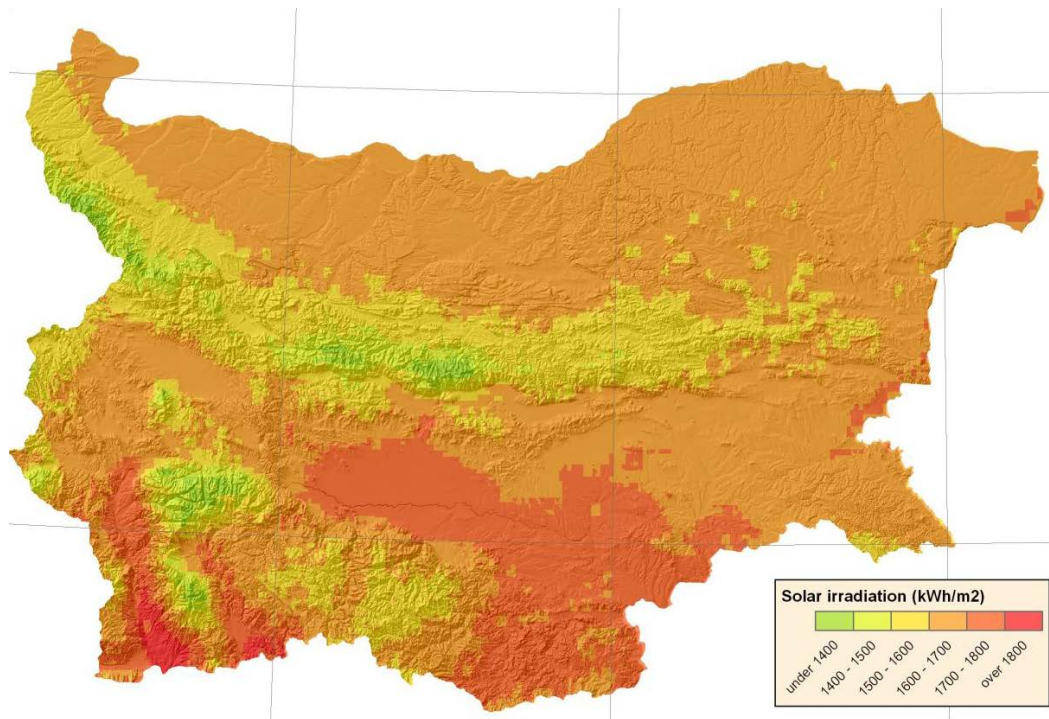 Solar irradiation (kWh/m2)
under 1400
1400 - 1500
1500 - 1600
1600 - 1700
1700 - 1800
over 1800